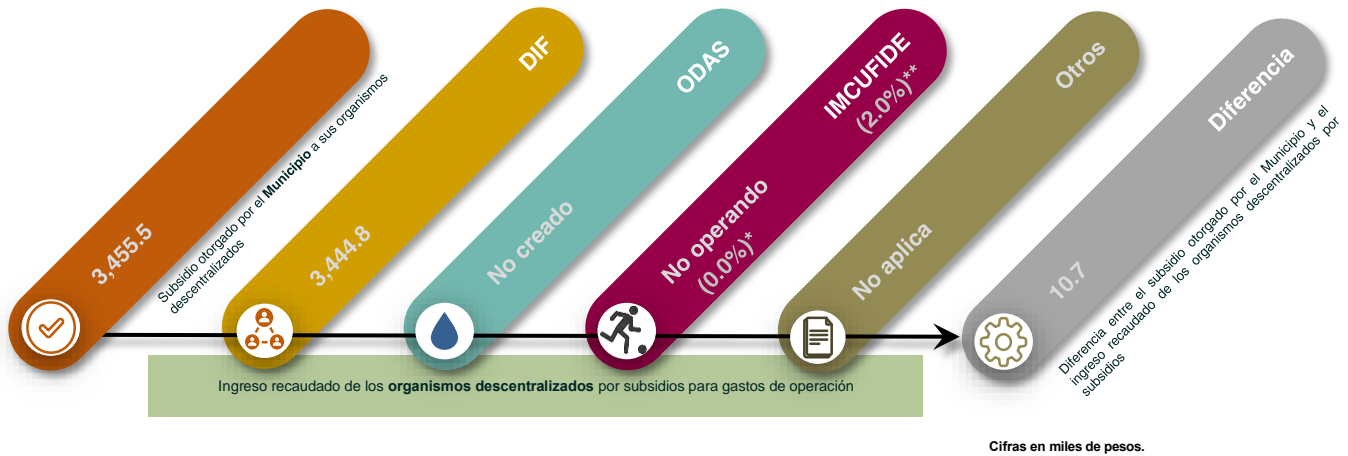 3,455.5
Subsidio otorgado por el Municipio a sus organismos
descentralizados
DIF
3,444.8
ODAS
No creado
IMCUFIDE
(2.0%)**
No operando
(0.0%)*
Otros
No aplica
Diferencia
10.7
Diferencia entre el subsidio otorgado por el Municipio y el
ingreso recaudado de los organismos descentralizados por
subsidios
Ingreso recaudado de los organismos descentralizados por subsidios para gastos de operación
Cifras en miles de pesos.